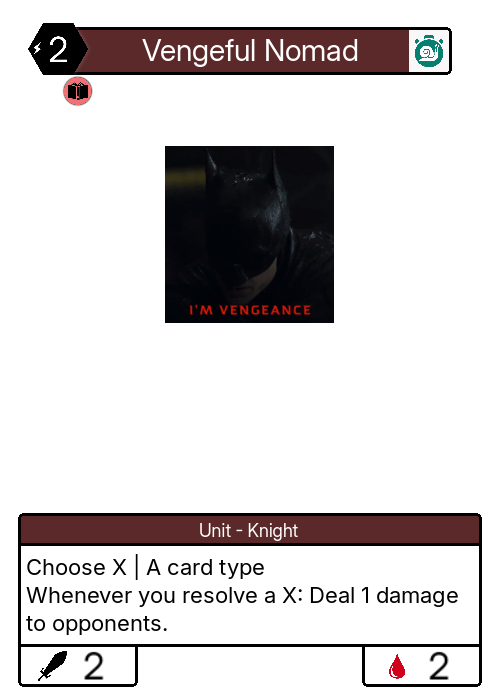 2 Vengeful Nomad
I'M VENGEANCE
Unit - Knight
Choose X | A card type
Whenever you resolve a X: Deal 1 damage
to opponents.
2 2